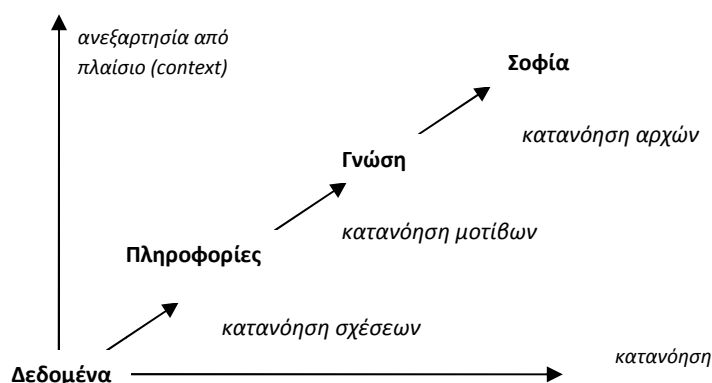 ανεξαρτησία από
πλαίσιο (context)
Σοφία
κατανόηση αρχών
Γνώση
κατανόηση μοτίβων
Πληροφορίες
κατανόηση σχέσεων
κατανόηση
Δεδομένα